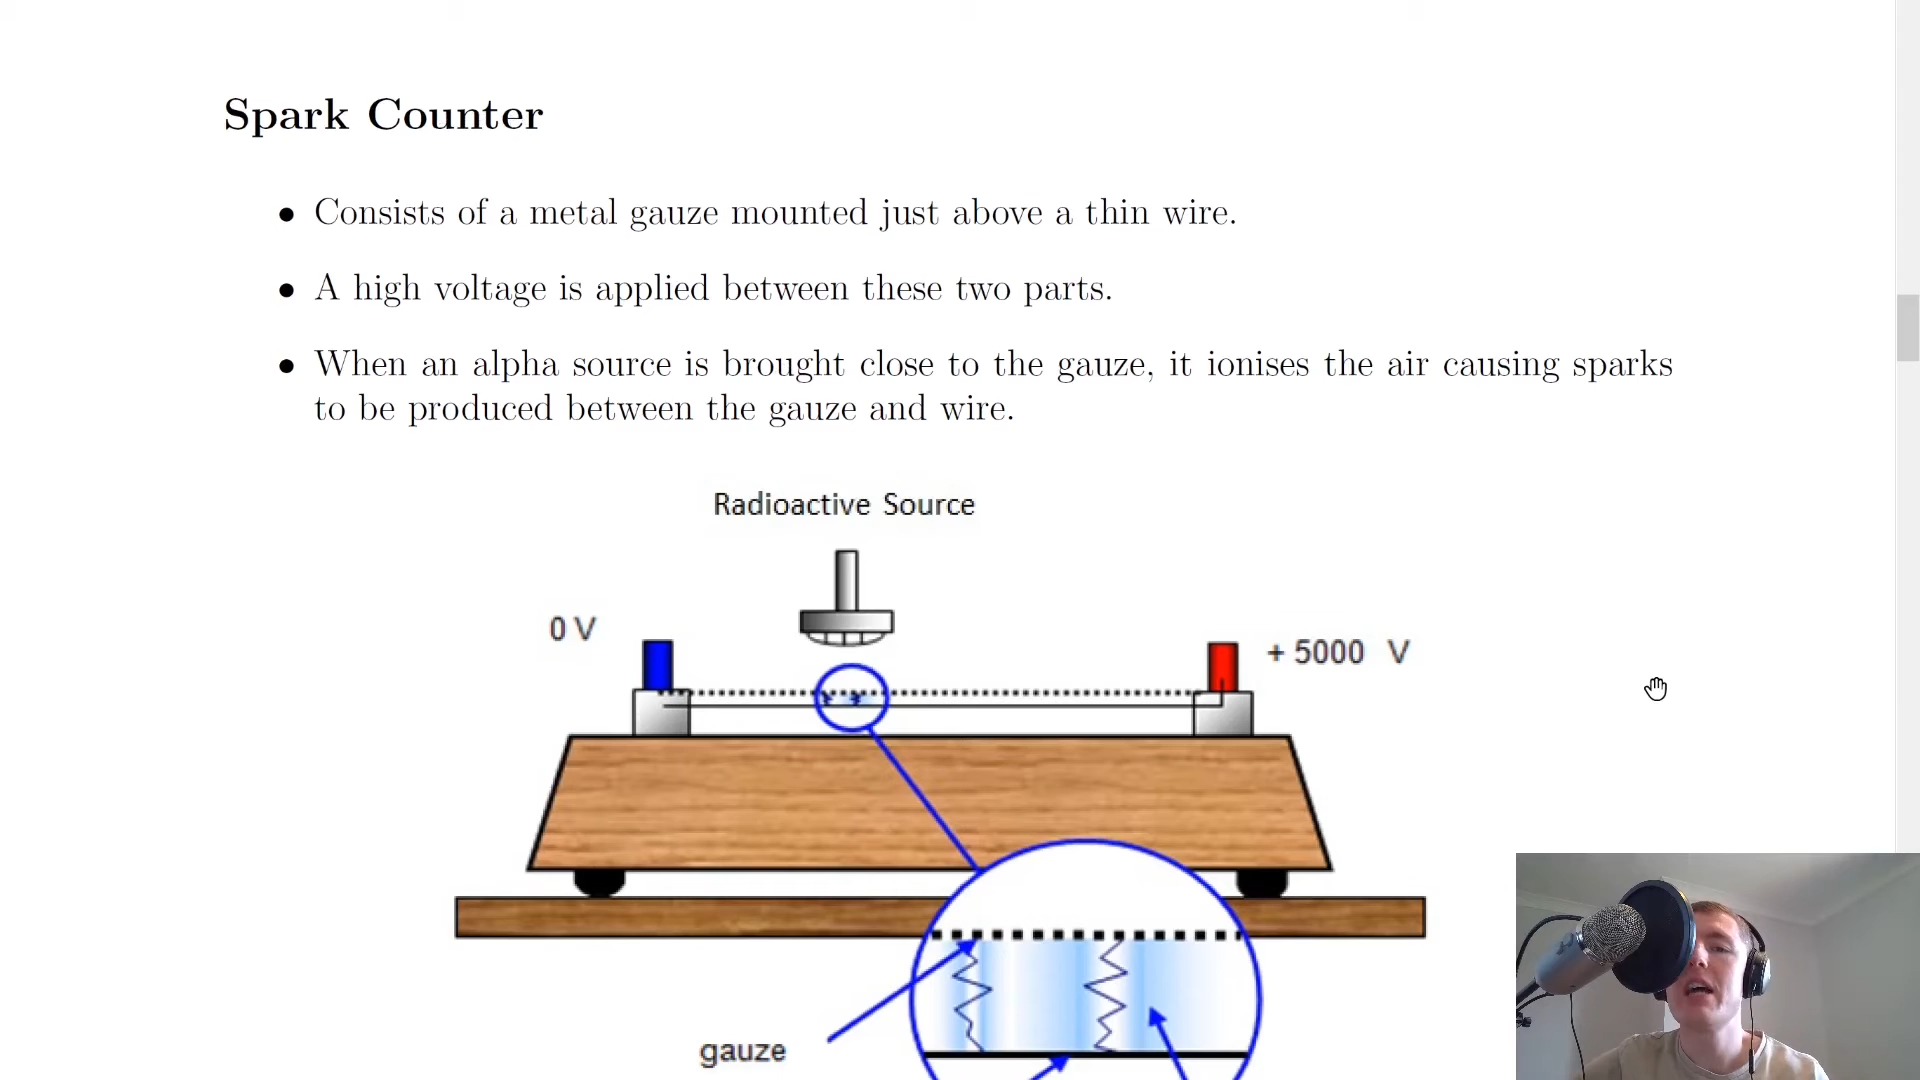 Spark Counter
• Consists of a metal gauze mounted just above a thin wire.
• A high voltage is applied between these two parts.
• When an alpha source is brought close to the gauze, it ionises the air causing sparks
to be produced between the gauze and wire.
Radioactive Source
0 V
+ 5000 V
gauze